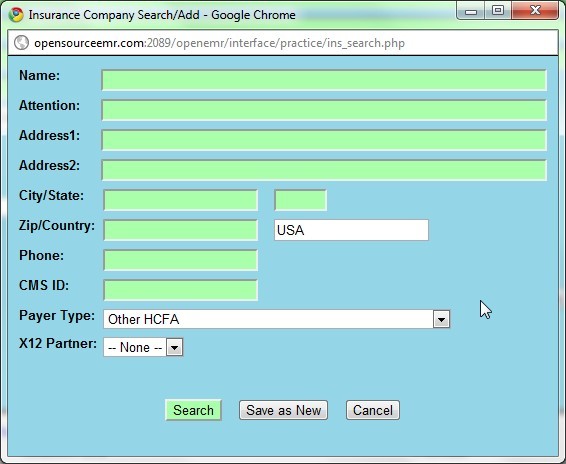 Insurance Company Search/Add - Google Chrome
opensourceemr.com:2089/openemr/interface/practice/ins_search.php
Name:
Attention:
Address1:
Address2:
City/State:
Zip/Country: USA
Phone:
CMS ID:
Payer Type: Other HCFA
X12 Partner: -- None --
Search Save as New Cancel